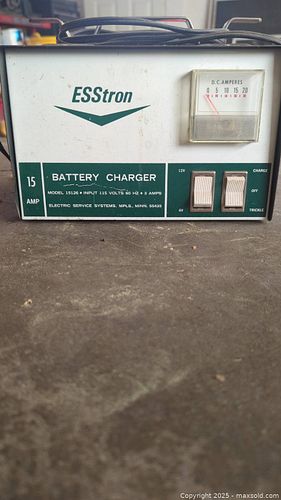 ESStron
D.C. AMPERES
0 5 10 15 20
15
AMP
BATTERY CHARGER
MODEL 15126 • INPUT 115 VOLTS 60 HZ • 5 AMPS
ELECTRIC SERVICE SYSTEMS, MPLS., MINN. 55435
12V
6V
CHARGE
OFF
TRICKLE
Copyright © 2025 - maxsold.com